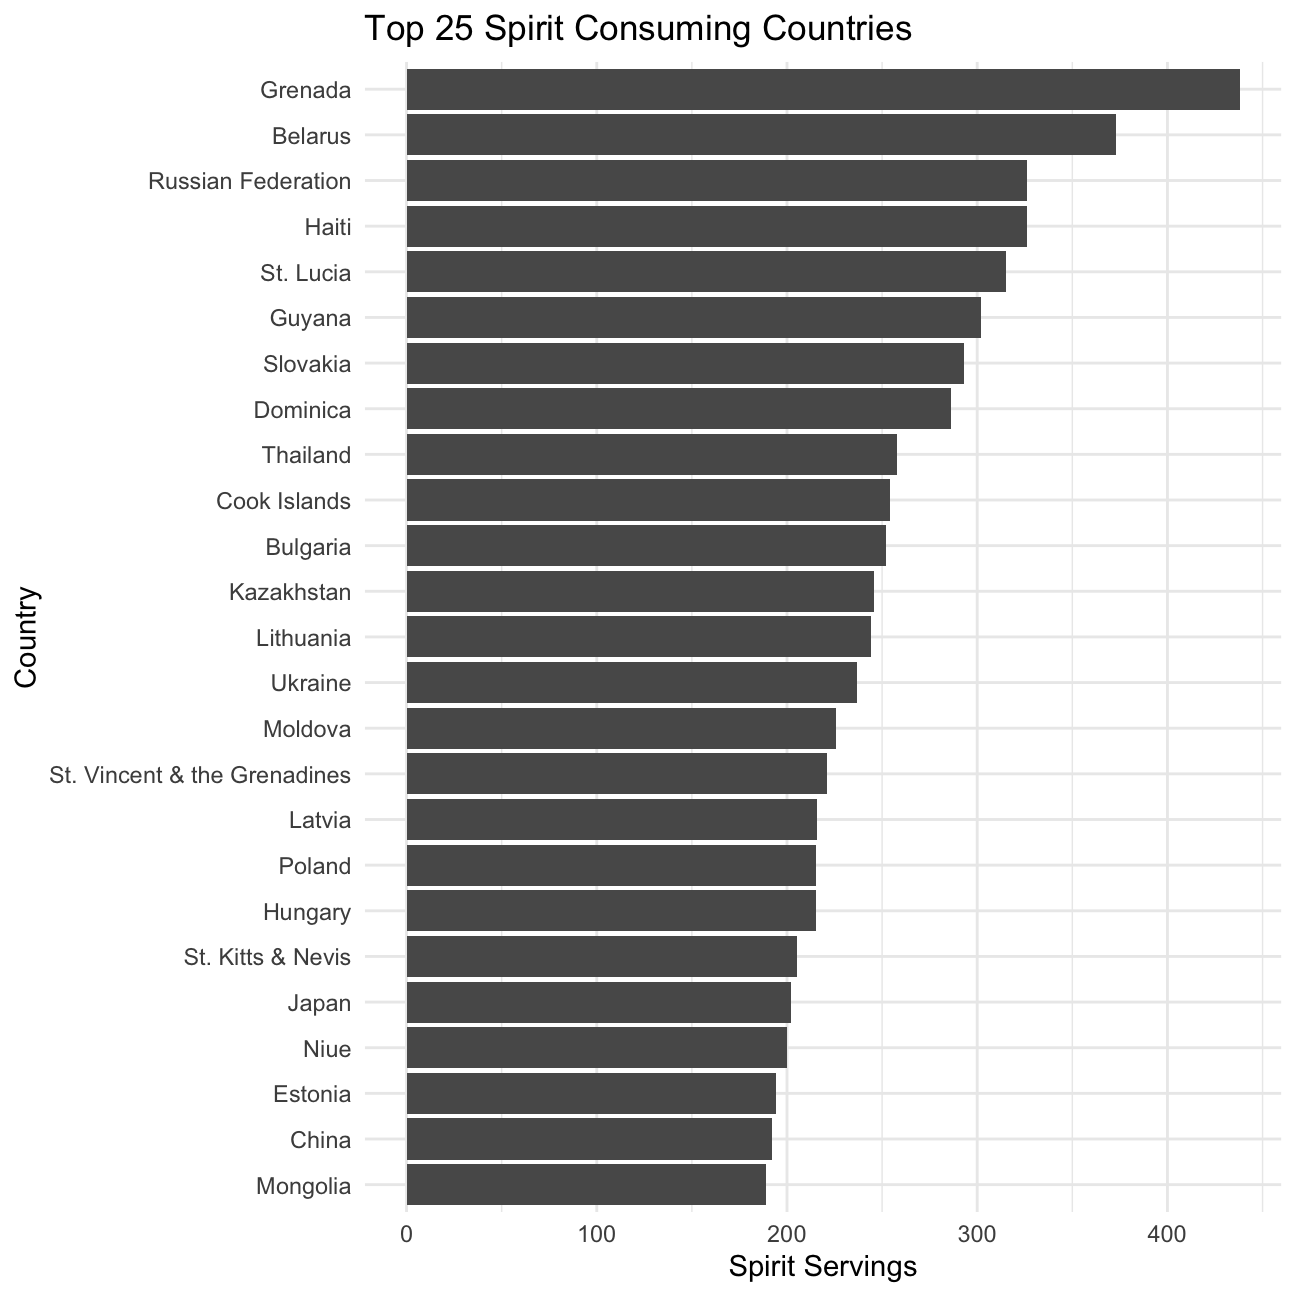 Top 25 Spirit Consuming Countries
Grenada
Belarus
Russian Federation
Haiti
St. Lucia
Guyana
Slovakia
Dominica
Thailand
Cook Islands
Bulgaria
Kazakhstan
Lithuania
Ukraine
Moldova
St. Vincent & the Grenadines
Latvia
Poland
Hungary
St. Kitts & Nevis
Japan
Niue
Estonia
China
Mongolia
Country
0 100 200 300 400
Spirit Servings